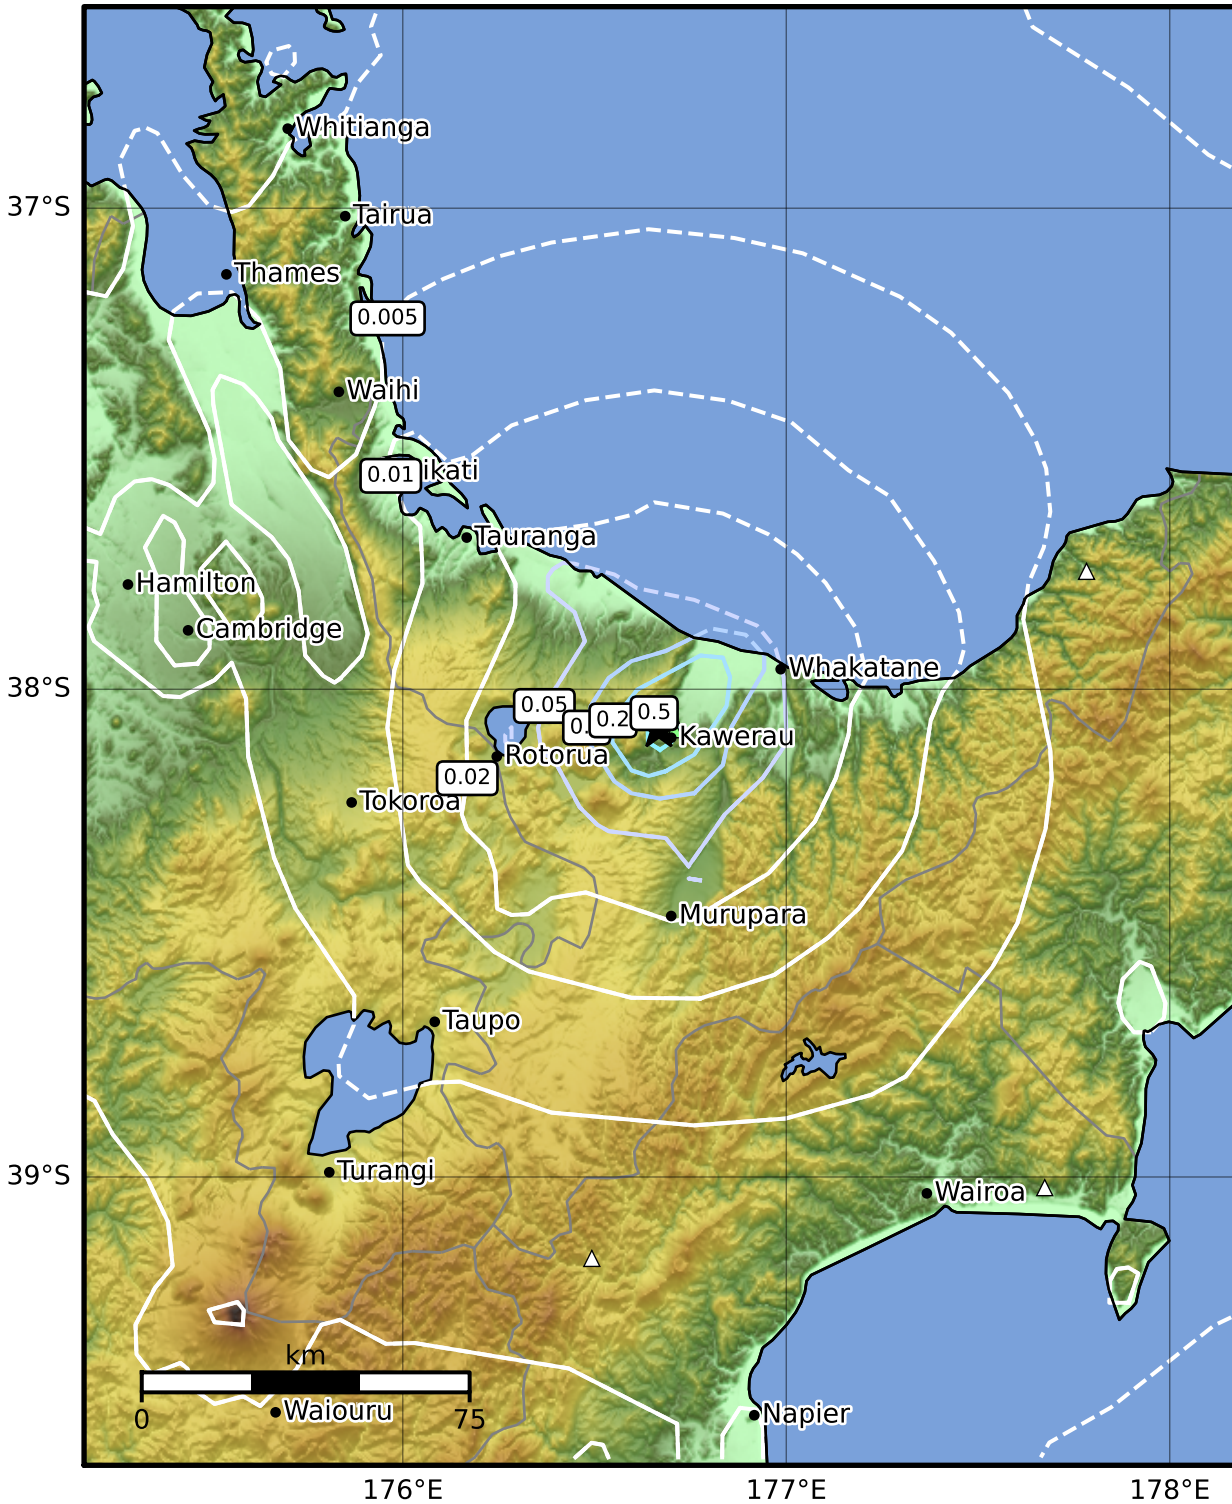 Whitianga
37°S
Tairua
Thames
0.005
Waihi
0.01
ikati
Tauranga
Hamilton
Cambridge
Whakatane
38°S
0.05
0.2
0.5
Kawerau
Rotorua
0.02
Tokoroa
Murupara
Taupo
39°S
Turangi
Wairoa
km
0
75
Waiouru
Napier
176°E
177°E
178°E